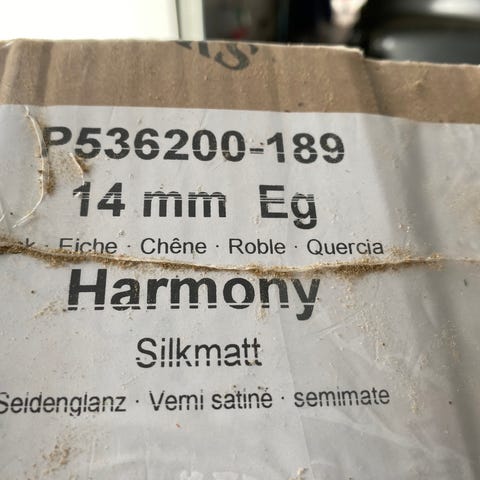 P536200-189
14 mm Eg
Eiche · Chêne · Roble · Quercia
Harmony
Silkmatt
Seidenglanz · Verni satiné · semimate